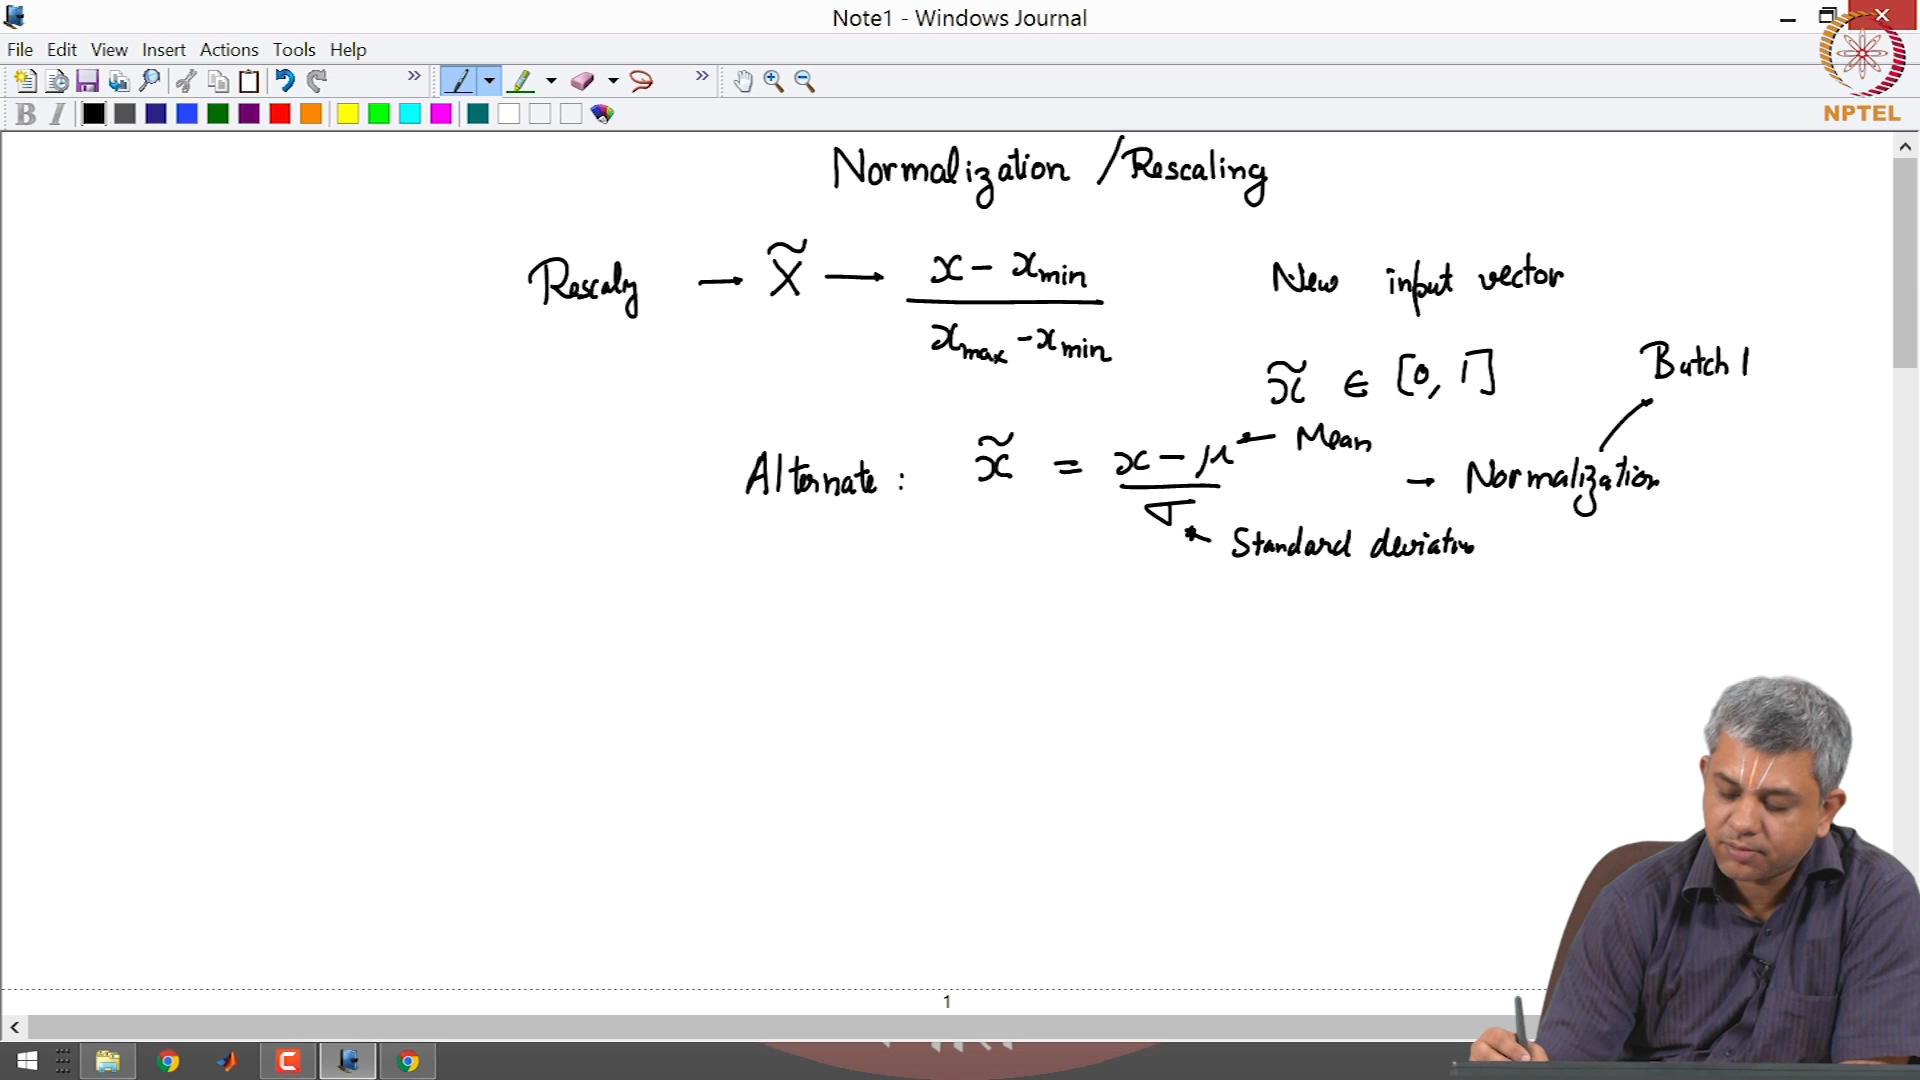 Note1 - Windows Journal
File Edit View Insert Actions Tools Help
NPTEL
Normalization / Rescaling
Rescaly → X̃ → (x - xmin) / (xmax - xmin) New input vector
x̃ ∈ [0, 1] Batch 1
Alternate : x̃ = (x - μ) / σ ← Mean → Normalization
← Standard deviation
1